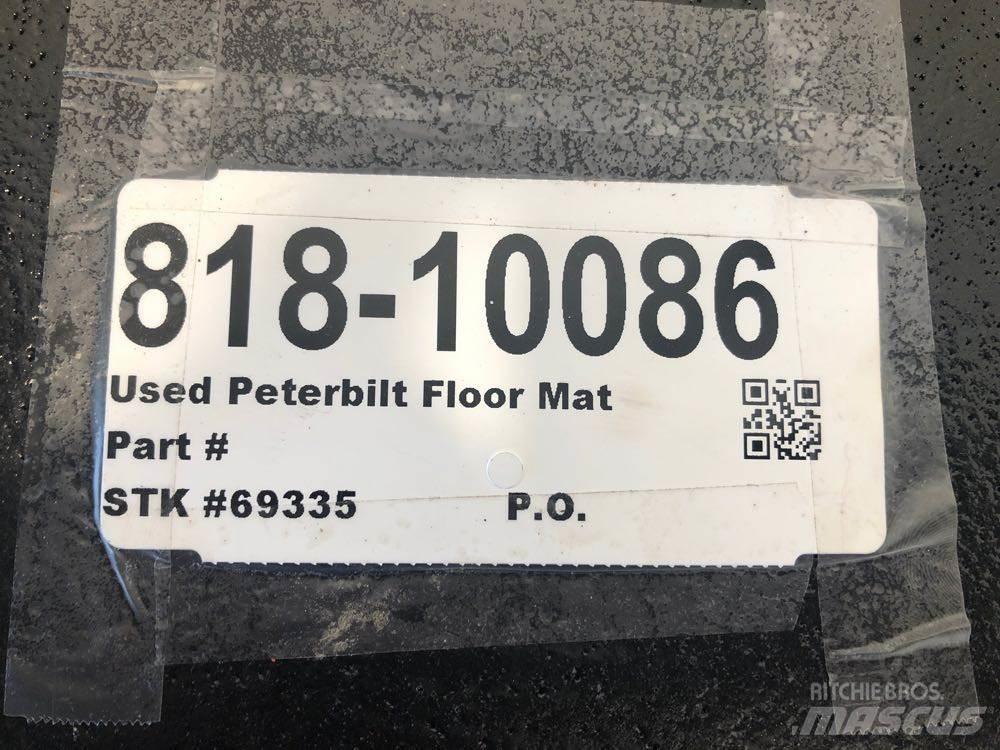 818-10086
Used Peterbilt Floor Mat
Part #
STK #69335 P.O.
RITCHIE BROS.
MASCUS